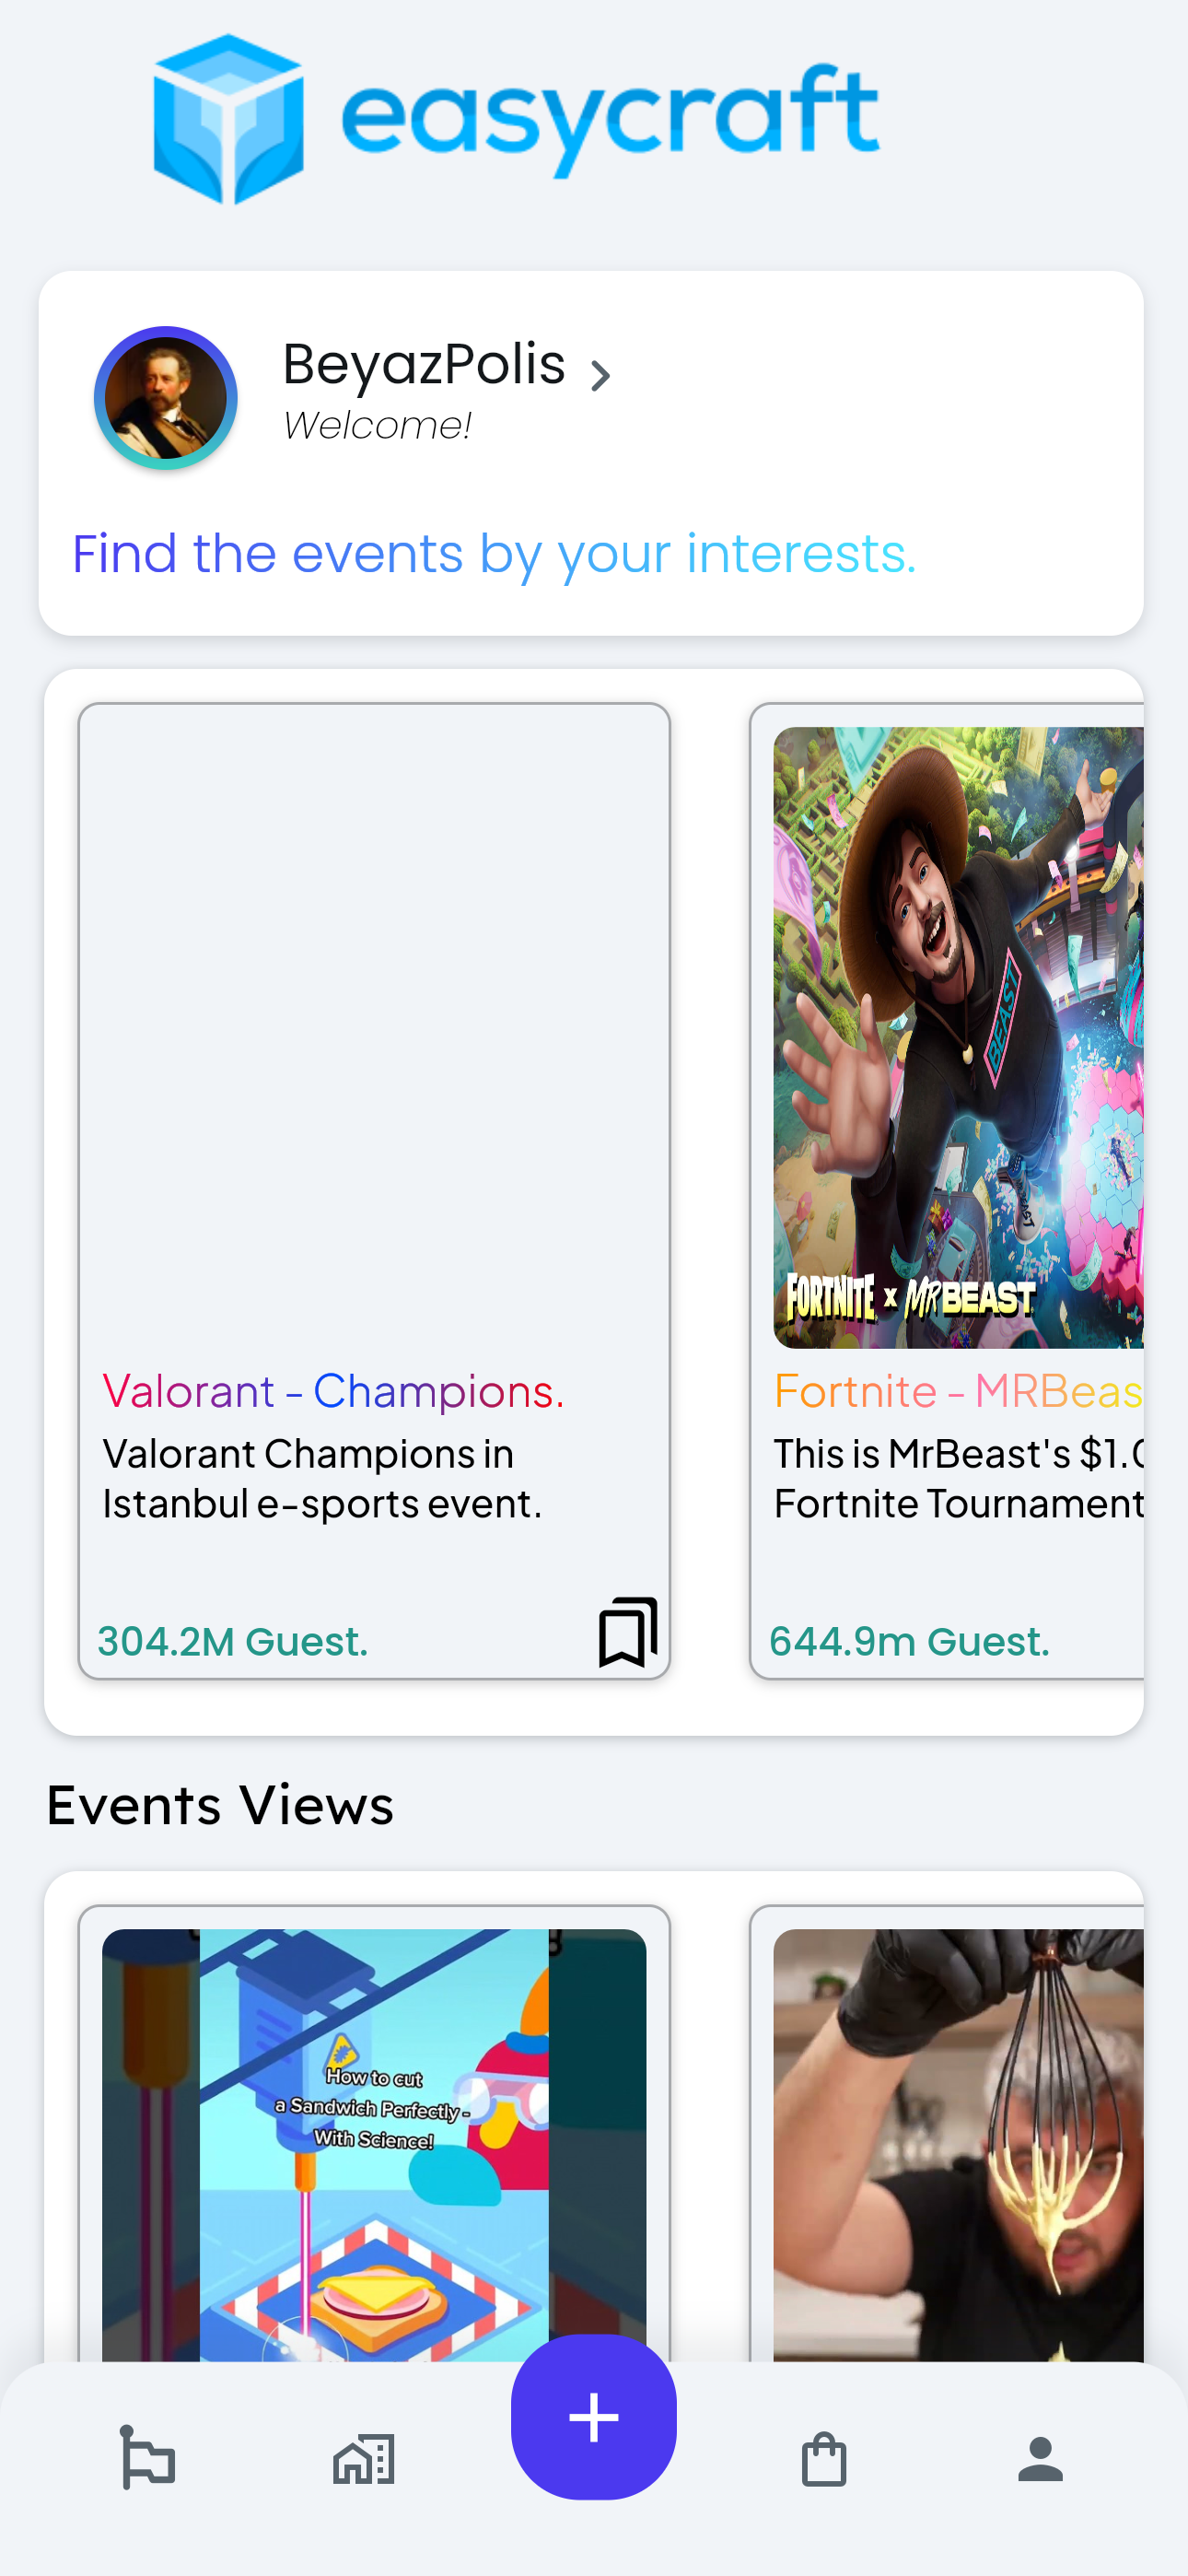 easycraft
BeyazPolis
Welcome!
Find the events by your interests.
BEAST
FORTNITE x MRBEAST
Valorant - Champions.
Valorant Champions in
Istanbul e-sports event.
304.2M Guest.
Fortnite - MRBeas
This is MrBeast's $1.0
Fortnite Tournament
644.9m Guest.
Events Views
How to cut
a Sandwich Perfectly -
With Science!